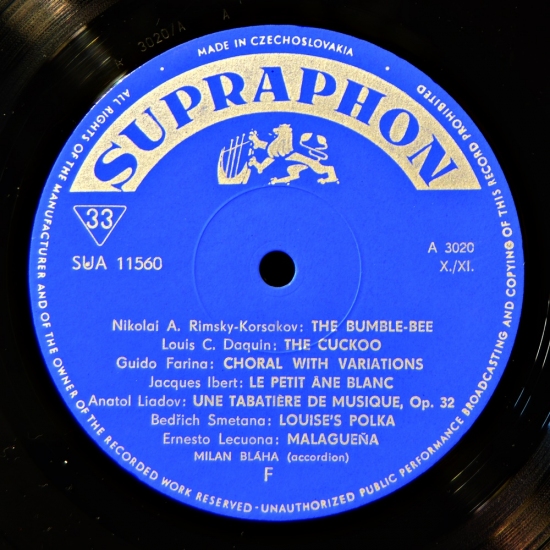 3020/A A
MADE IN CZECHOSLOVAKIA
ALL RIGHTS OF THE MANUFACTURER AND OF THE OWNER OF THE RECORDED WORK RESERVED - UNAUTHORIZED PUBLIC PERFORMANCE BROADCASTING AND COPYING OF THIS RECORD PROHIBITED
SUPRAPHON
33
SUA 11560
A 3020
X./XI.
Nikolai A. Rimsky-Korsakov: THE BUMBLE-BEE
Louis C. Daquin: THE CUCKOO
Guido Farina: CHORAL WITH VARIATIONS
Jacques Ibert: LE PETIT ÂNE BLANC
Anatol Liadov: UNE TABATIÈRE DE MUSIQUE, Op. 32
Bedřich Smetana: LOUISE'S POLKA
Ernesto Lecuona: MALAGUEÑA
MILAN BLÁHA (accordion)
F